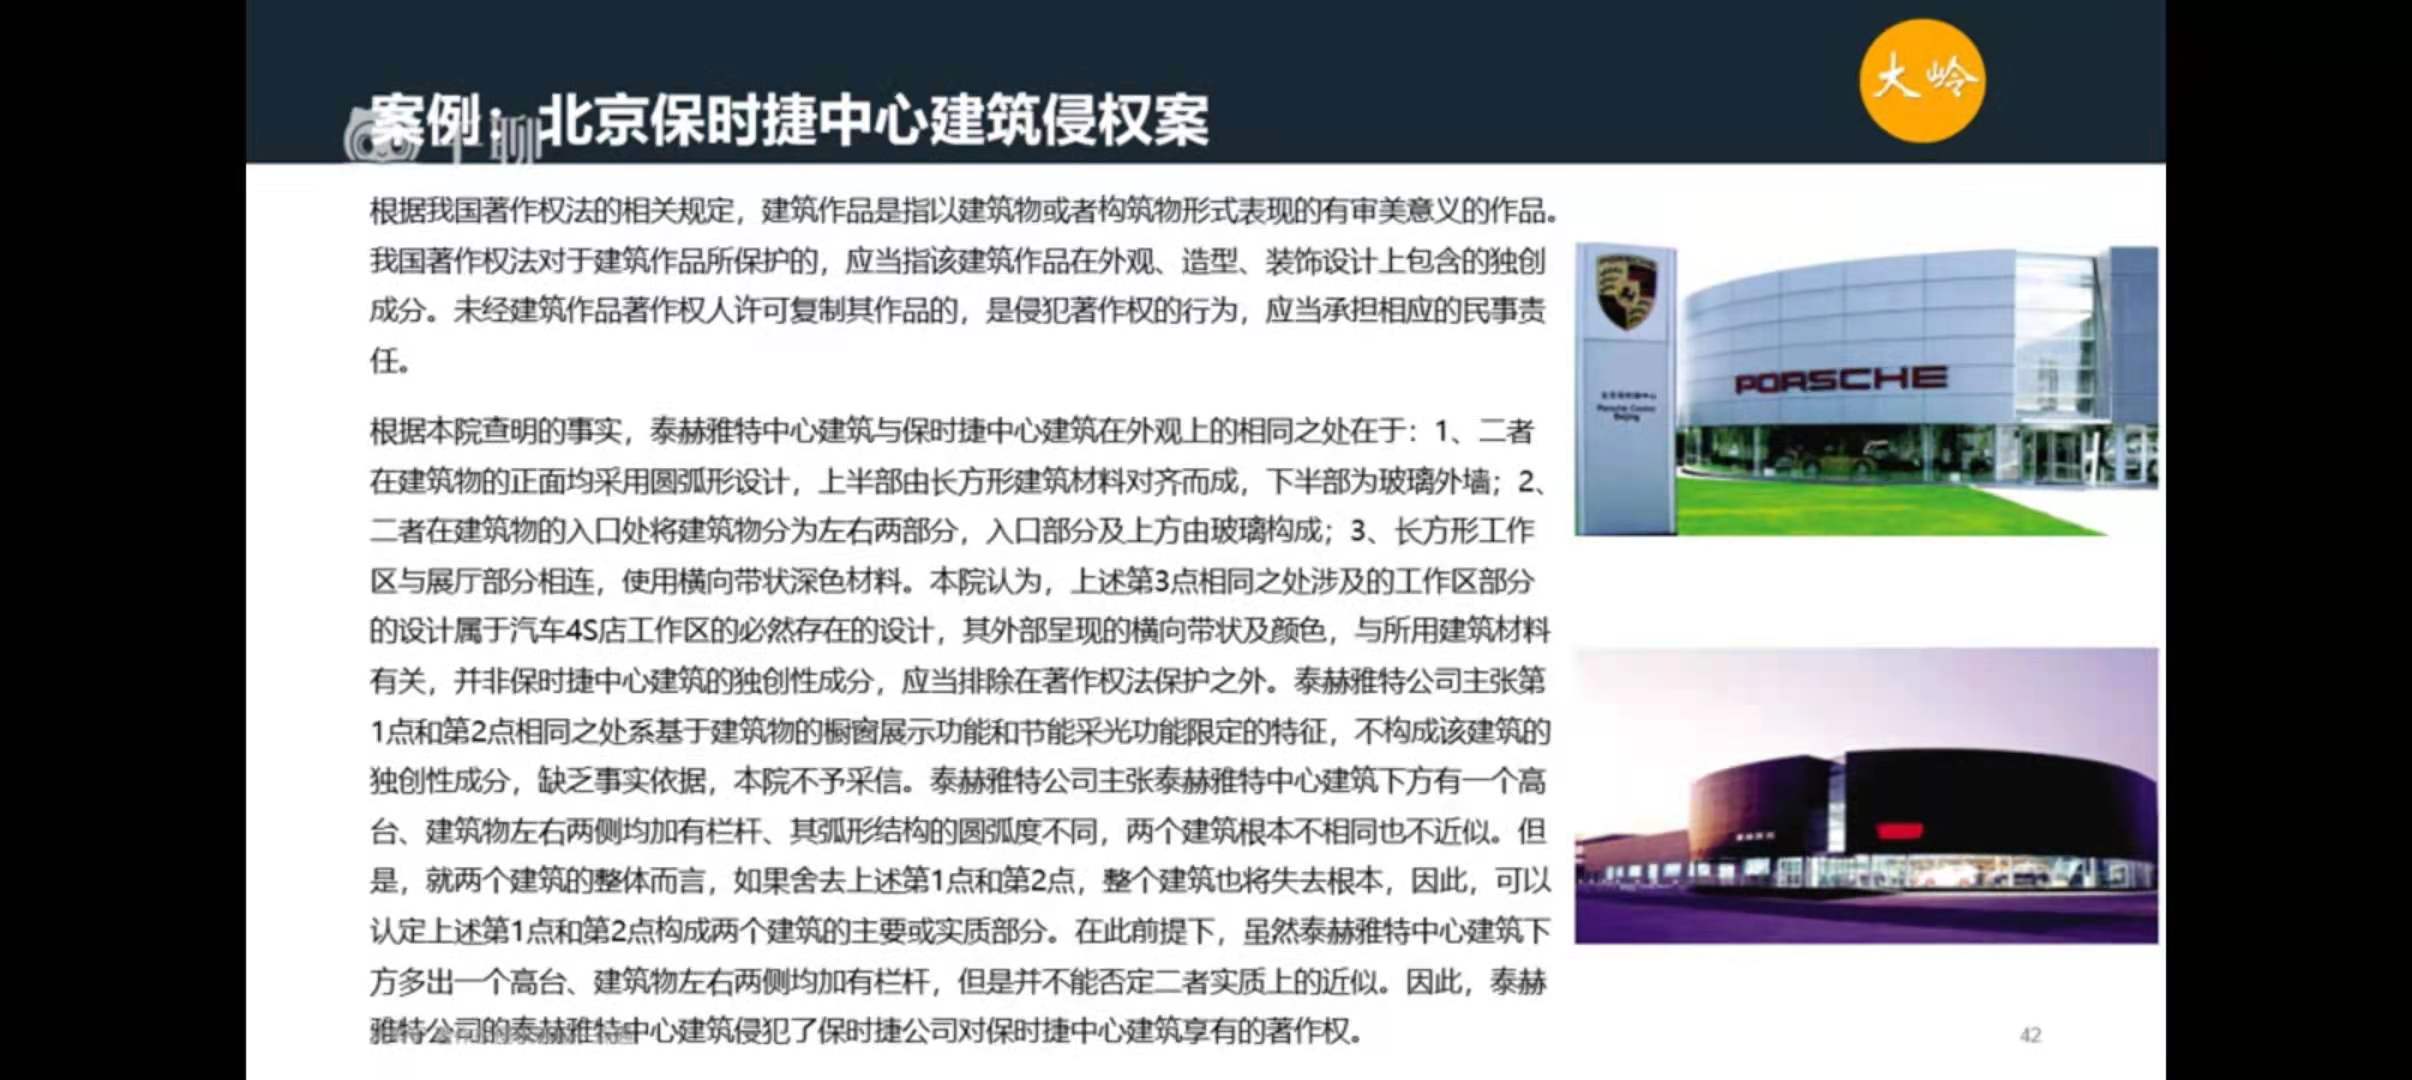 大岭
案例：北京保时捷中心建筑侵权案
根据我国著作权法的相关规定，建筑作品是指以建筑物或者构筑物形式表现的有审美意义的作品。
我国著作权法对于建筑作品所保护的，应当指该建筑作品在外观、造型、装饰设计上包含的独创
成分。未经建筑作品著作权人许可复制其作品的，是侵犯著作权的行为，应当承担相应的民事责
任。
根据本院查明的事实，泰赫雅特中心建筑与保时捷中心建筑在外观上的相同之处在于：1、二者
在建筑物的正面均采用圆弧形设计，上半部由长方形建筑材料对齐而成，下半部为玻璃外墙；2、
二者在建筑物的入口处将建筑物分为左右两部分，入口部分及上方由玻璃构成；3、长方形工作
区与展厅部分相连，使用横向带状深色材料。本院认为，上述第3点相同之处涉及的工作区部分
的设计属于汽车4S店工作区的必然存在的设计，其外部呈现的横向带状及颜色，与所用建筑材料
有关，并非保时捷中心建筑的独创性成分，应当排除在著作权法保护之外。泰赫雅特公司主张第
1点和第2点相同之处系基于建筑物的橱窗展示功能和节能采光功能限定的特征，不构成该建筑的
独创性成分，缺乏事实依据，本院不予采信。泰赫雅特公司主张泰赫雅特中心建筑下方有一个高
台、建筑物左右两侧均加有栏杆、其弧形结构的圆弧度不同，两个建筑根本不相同也不近似。但
是，就两个建筑的整体而言，如果舍去上述第1点和第2点，整个建筑也将失去根本，因此，可以
认定上述第1点和第2点构成两个建筑的主要或实质部分。在此前提下，虽然泰赫雅特中心建筑下
方多出一个高台、建筑物左右两侧均加有栏杆，但是并不能否定二者实质上的近似。因此，泰赫
雅特公司的泰赫雅特中心建筑侵犯了保时捷公司对保时捷中心建筑享有的著作权。
PORSCHE
北京保时捷中心
Porsche Centre
Beijing
PORSCHE
42